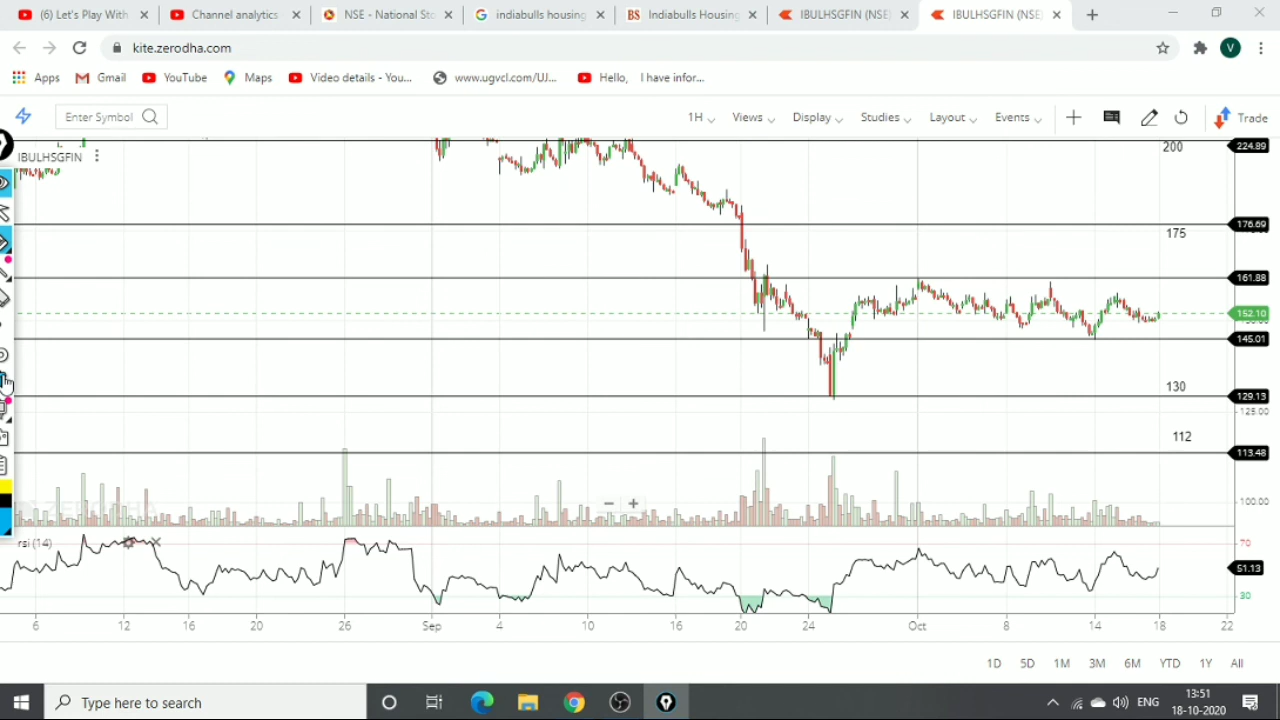 (6) Let's Play With
Channel analytics
NSE - National Sto
indiabulls housing
BS Indiabulls Housing
IBULHSGFIN (NSE)
IBULHSGFIN (NSE)
kite.zerodha.com
V
Apps
Gmail
YouTube
Maps
Video details - You...
www.ugvcl.com/UJ...
Hello, I have infor...
Enter Symbol
1H
Views
Display
Studies
Layout
Events
Trade
IBULHSGFIN
200
224.89
176.69
175
161.88
152.10
145.01
130
129.13
125.00
112
113.48
ZERODHA
100.00
rsi (14)
70
51.13
30
6 12 16 20 26 Sep 4 10 16 20 24 Oct 8 14 18 22
1D 5D 1M 3M 6M YTD 1Y All
Type here to search
ENG
13:51
18-10-2020